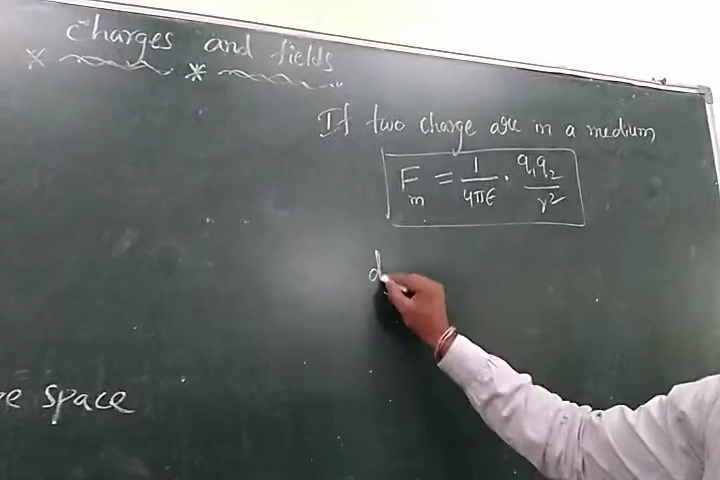 Charges and fields
If two charge are in a medium
Fm = 1/4πϵ · q1q2/r²
d
space